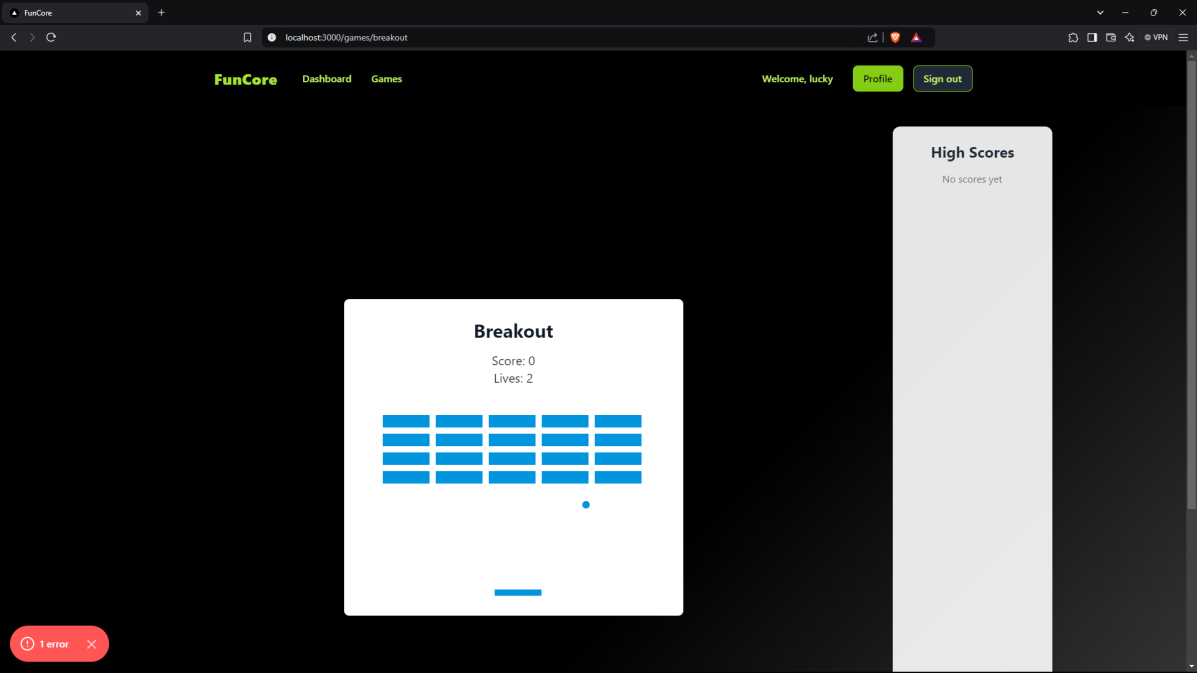 FunCore
localhost:3000/games/breakout
VPN
FunCore
Dashboard
Games
Welcome, lucky
Profile
Sign out
High Scores
No scores yet
Breakout
Score: 0
Lives: 2
1 error